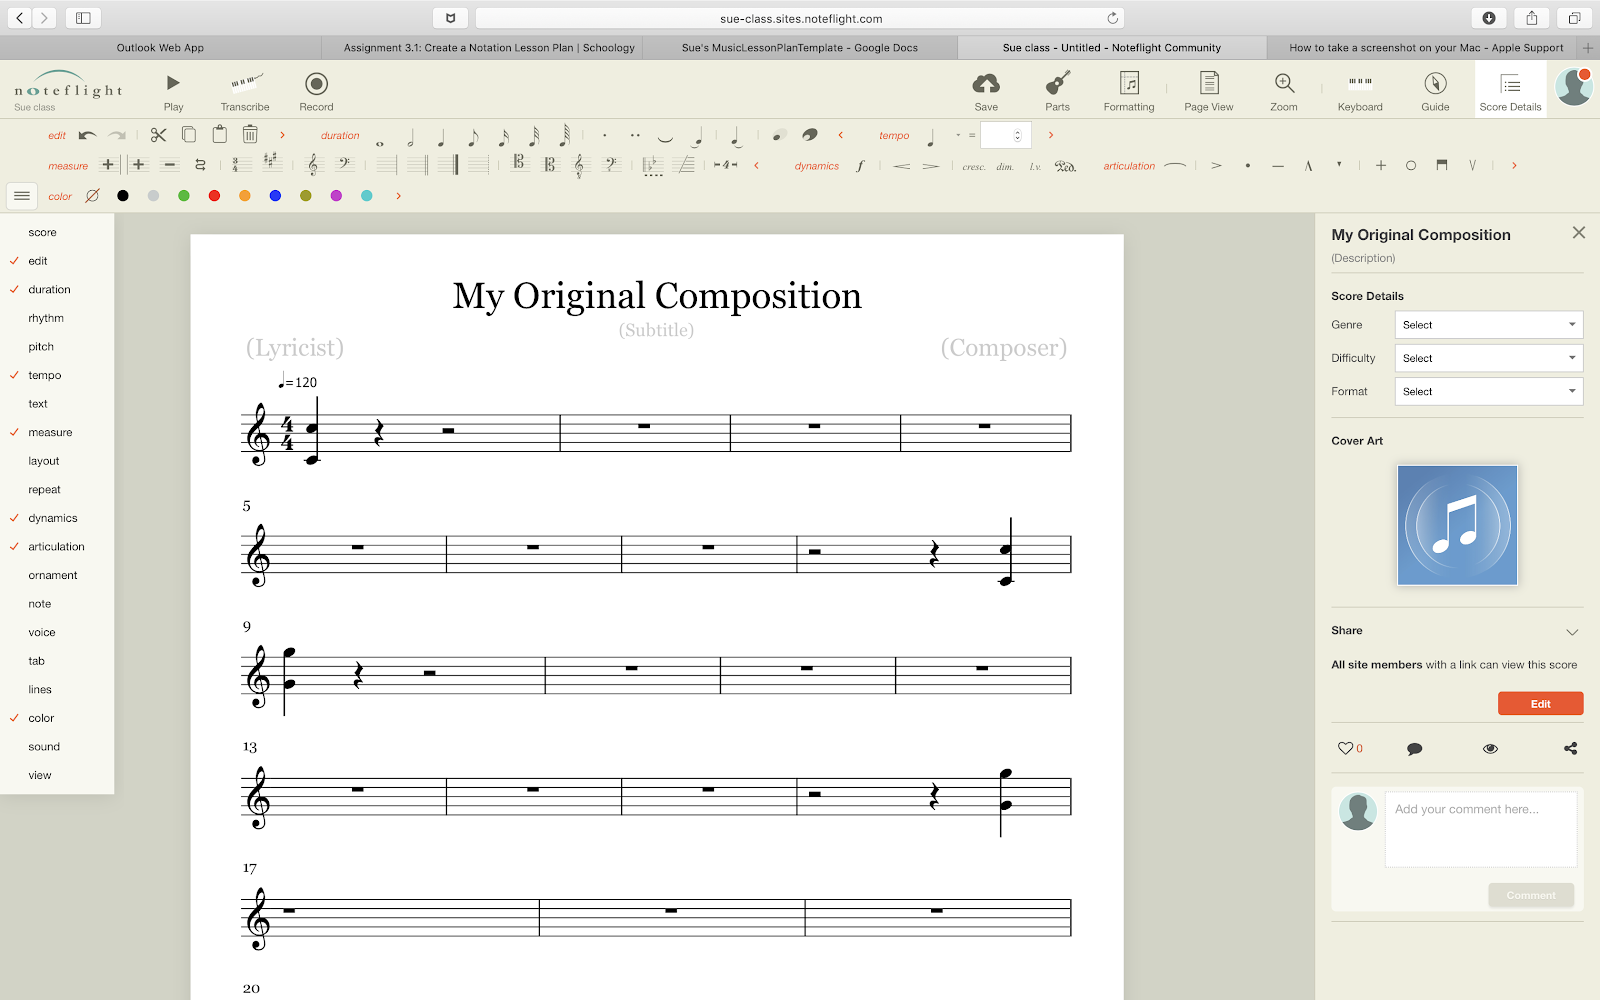 sue-class.sites.noteflight.com
Outlook Web App
Assignment 3.1: Create a Notation Lesson Plan | Schoology
Sue's MusicLessonPlanTemplate - Google Docs
Sue class - Untitled - Noteflight Community
How to take a screenshot on your Mac - Apple Support
noteflight
Sue class
Play
Transcribe
Record
Save
Parts
Formatting
Page View
Zoom
Keyboard
Guide
Score Details
edit
duration
tempo
=
measure
4
dynamics
f
cresc.
dim.
l.v.
Ped.
articulation
color
score
edit
duration
rhythm
pitch
tempo
text
measure
layout
repeat
dynamics
articulation
ornament
note
voice
tab
lines
color
sound
view
My Original Composition
(Subtitle)
(Lyricist)
(Composer)
=120
4
4
5
9
13
17
20
My Original Composition
(Description)
Score Details
Genre Select
Difficulty Select
Format Select
Cover Art
Share
All site members with a link can view this score
Edit
0
Add your comment here...
Comment